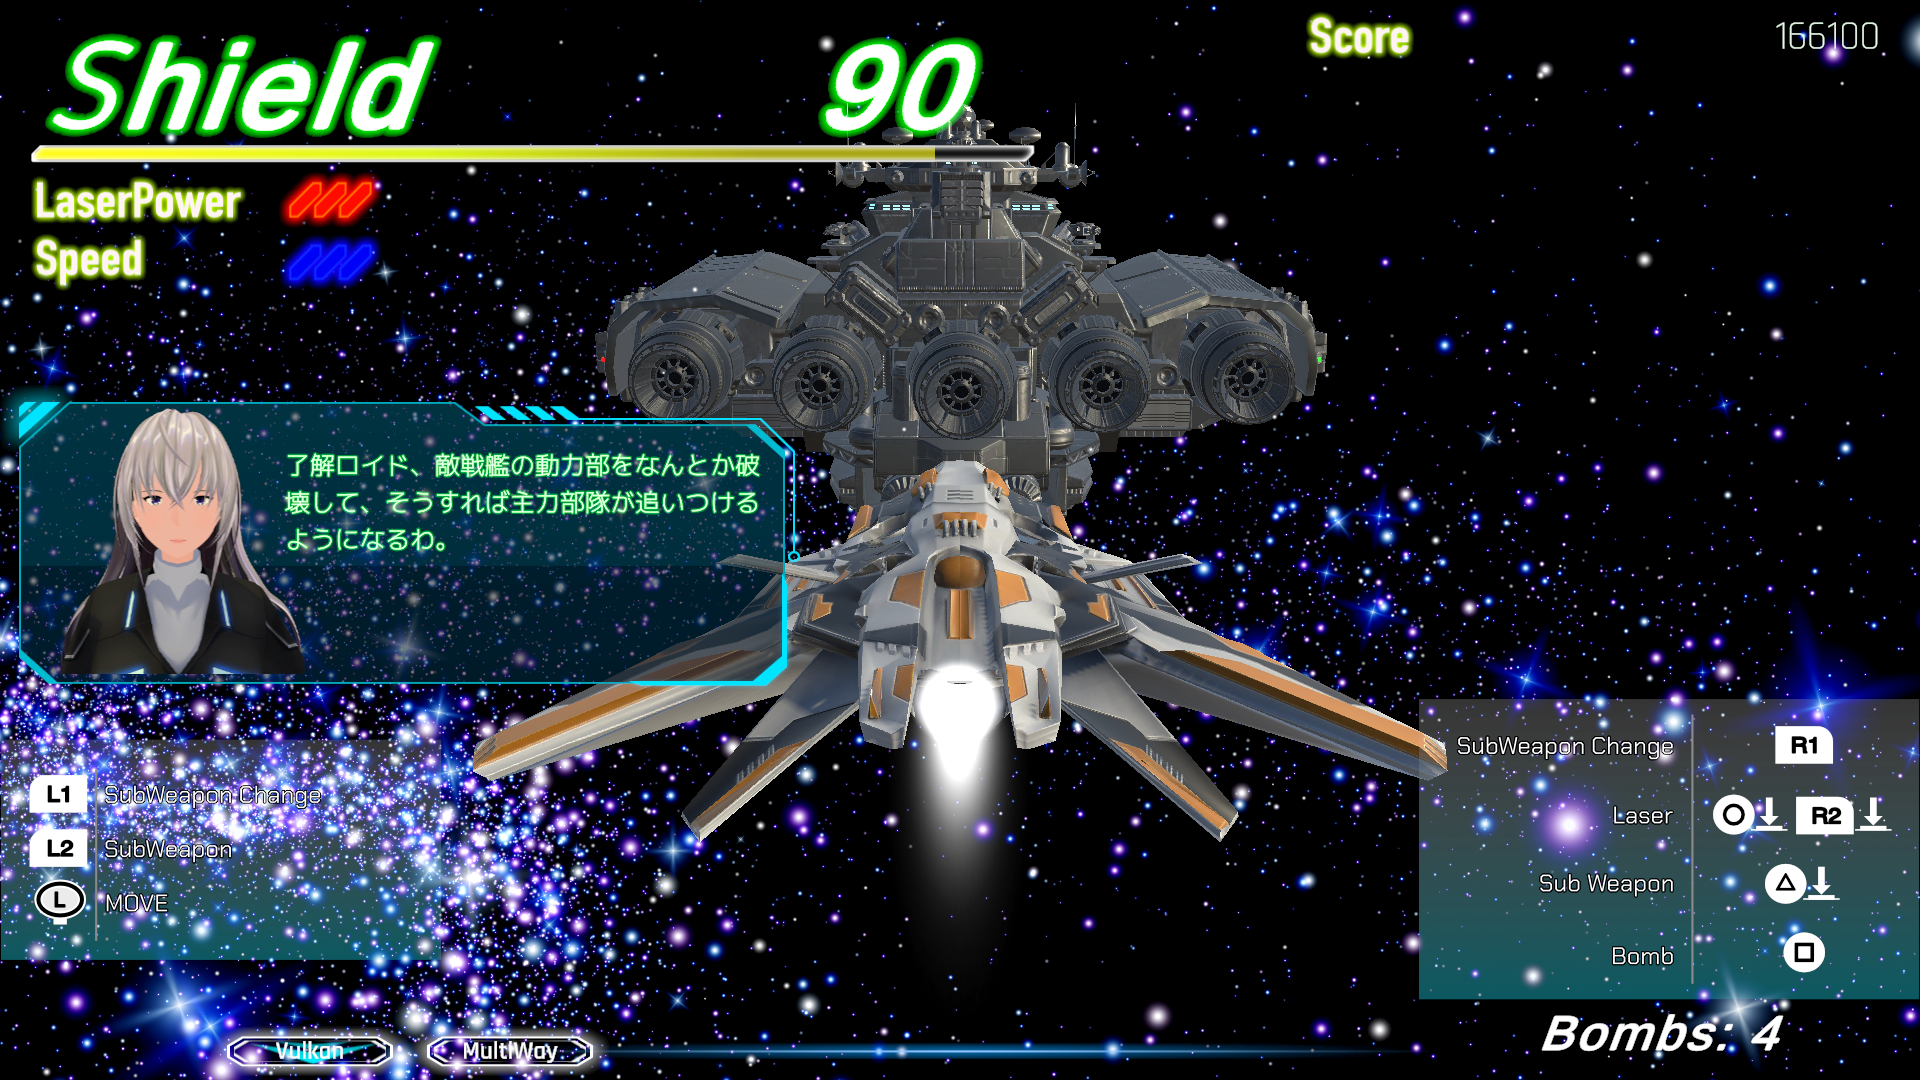 Shield 90
Score 166100
LaserPower
Speed
了解ロイド、敵戦艦の動力部をなんとか破
壊して、そうすれば主力部隊が追いつける
ようになるわ。
L1 SubWeapon Change
L2 SubWeapon
L MOVE
SubWeapon Change R1
Laser R2
Sub Weapon
Bomb
Vulkan
MultiWay
Bombs: 4